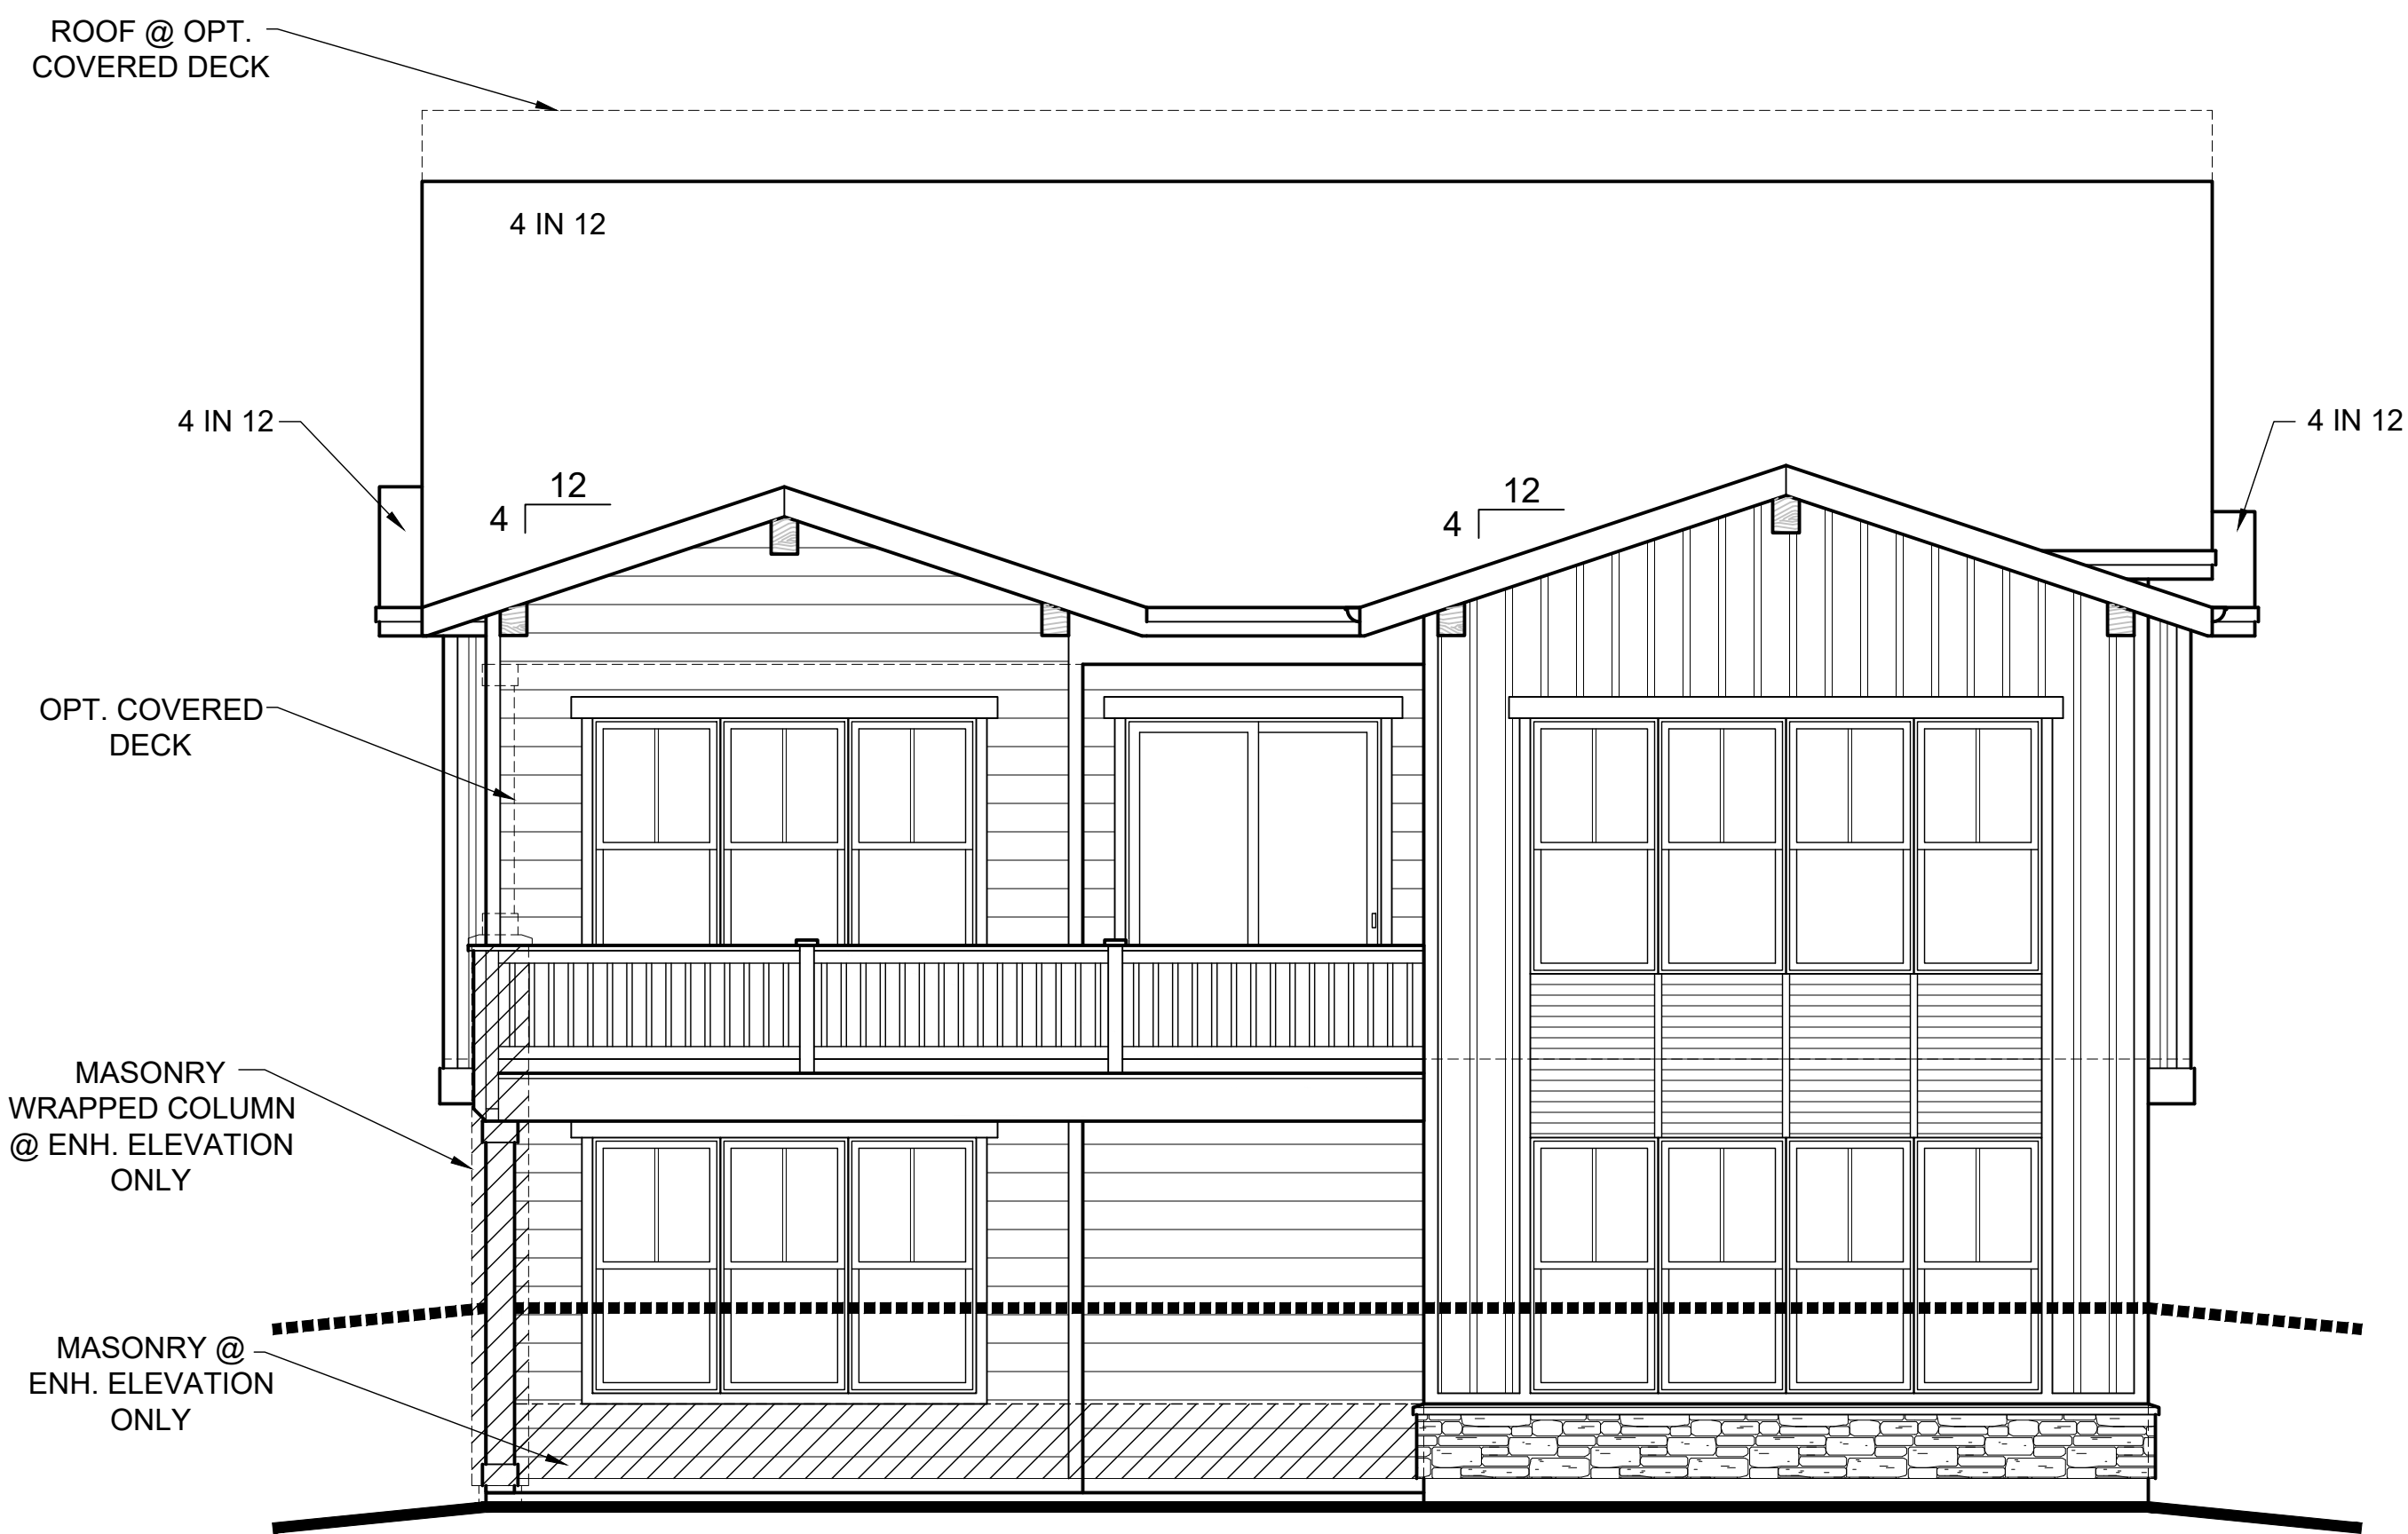 ROOF @ OPT.
COVERED DECK
4 IN 12
4 IN 12
4 IN 12
12
4
12
4
OPT. COVERED
DECK
MASONRY
WRAPPED COLUMN
@ ENH. ELEVATION
ONLY
MASONRY @
ENH. ELEVATION
ONLY